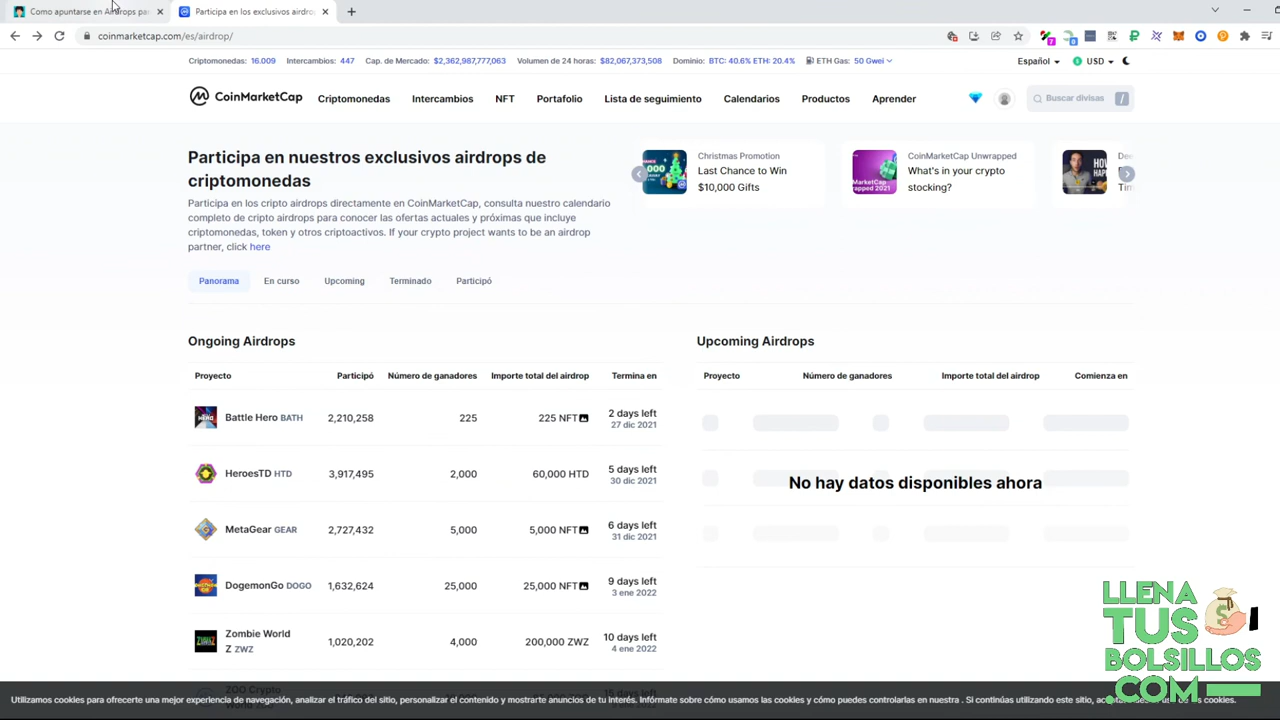 Como apuntarse en Airdrops par
Participa en los exclusivos airdro
coinmarketcap.com/es/airdrop/
Criptomonedas: 16.009 Intercambios: 447 Cap. de Mercado: $2,362,987,777,063 Volumen de 24 horas: $82,067,373,508 Dominio: BTC: 40.6% ETH: 20.4% ETH Gas: 50 Gwei
Español USD
CoinMarketCap Criptomonedas Intercambios NFT Portafolio Lista de seguimiento Calendarios Productos Aprender
Buscar divisas /
Participa en nuestros exclusivos airdrops de
criptomonedas
Participa en los cripto airdrops directamente en CoinMarketCap, consulta nuestro calendario
completo de cripto airdrops para conocer las ofertas actuales y próximas que incluye
criptomonedas, token y otros criptoactivos. If your crypto project wants to be an airdrop
partner, click here
Christmas Promotion
Last Chance to Win
$10,000 Gifts
CoinMarketCap Unwrapped
What's in your crypto
stocking?
Panorama En curso Upcoming Terminado Participó
Ongoing Airdrops
Proyecto Participó Número de ganadores Importe total del airdrop Termina en
Battle Hero BATH 2,210,258 225 225 NFT 2 days left
27 dic 2021
HeroesTD HTD 3,917,495 2,000 60,000 HTD 5 days left
30 dic 2021
MetaGear GEAR 2,727,432 5,000 5,000 NFT 6 days left
31 dic 2021
DogemonGo DOGO 1,632,624 25,000 25,000 NFT 9 days left
3 ene 2022
Zombie World
Z ZWZ 1,020,202 4,000 200,000 ZWZ 10 days left
4 ene 2022
ZOO Crypto
Upcoming Airdrops
Proyecto Número de ganadores Importe total del airdrop Comienza en
No hay datos disponibles ahora
Utilizamos cookies para ofrecerte una mejor experiencia de navegación, analizar el tráfico del sitio, personalizar el contenido y mostrarte anuncios de tu interés. Infórmate sobre cómo usamos las cookies y cómo puedes controlarlas en nuestra . Si continúas utilizando este sitio,
LLENA
TUS
BOLSILLOS
.COM